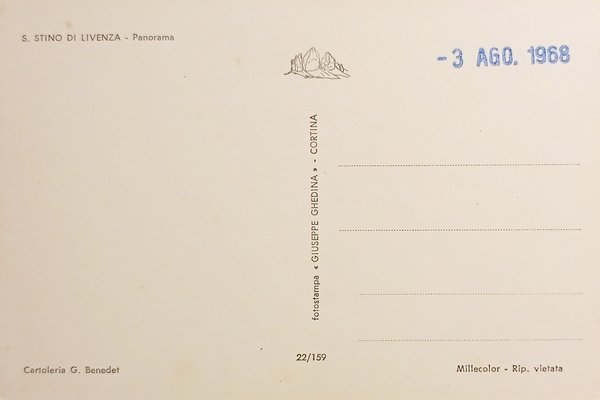 S. STINO DI LIVENZA - Panorama
- 3 AGO. 1968
fotostampa « GIUSEPPE GHEDINA » - CORTINA
22/159
Cartoleria G. Benedet
Millecolor - Rip. vietata